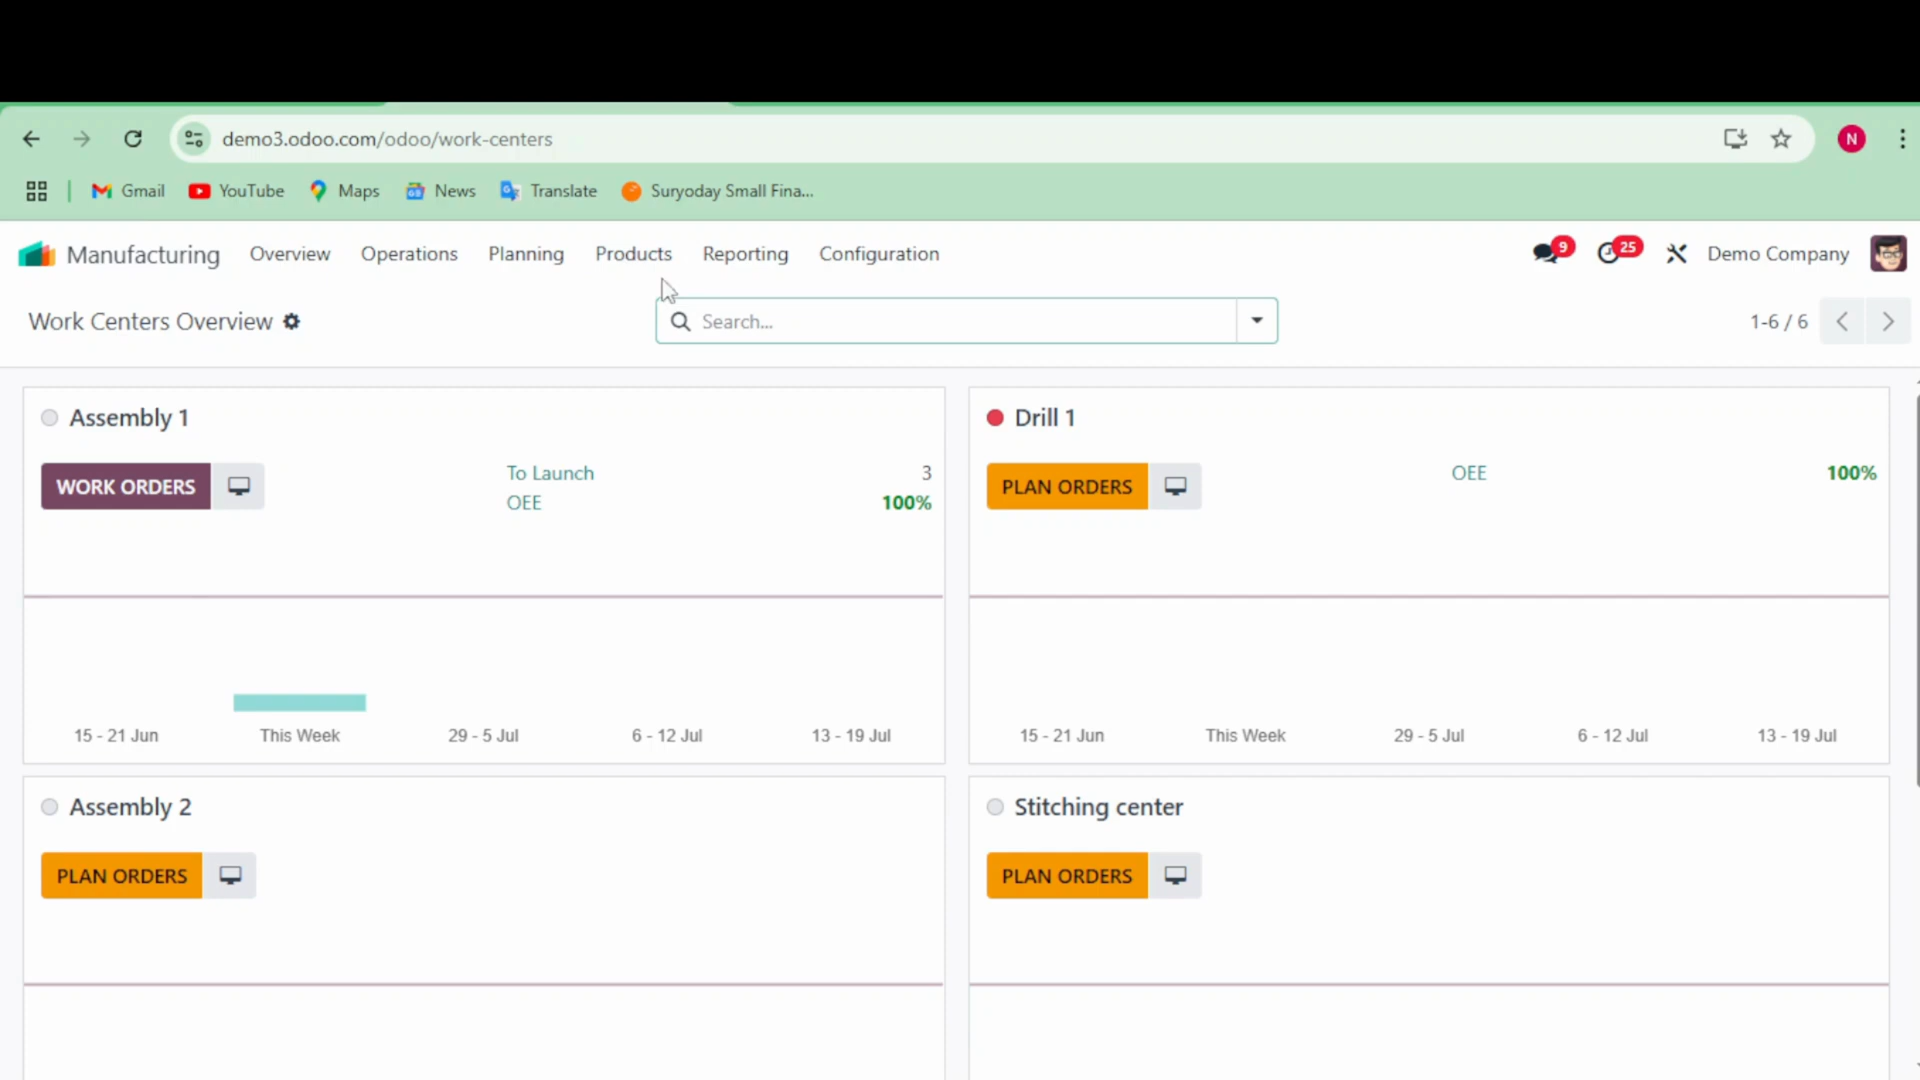 demo3.odoo.com/odoo/work-centers
N
Gmail YouTube Maps News Translate Suryoday Small Fina...
Manufacturing Overview Operations Planning Products Reporting Configuration 9 25 Demo Company
Work Centers Overview Search... 1-6 / 6
Assembly 1
WORK ORDERS
To Launch 3
OEE 100%
15 - 21 Jun This Week 29 - 5 Jul 6 - 12 Jul 13 - 19 Jul
Drill 1
PLAN ORDERS
OEE 100%
15 - 21 Jun This Week 29 - 5 Jul 6 - 12 Jul 13 - 19 Jul
Assembly 2
PLAN ORDERS
Stitching center
PLAN ORDERS